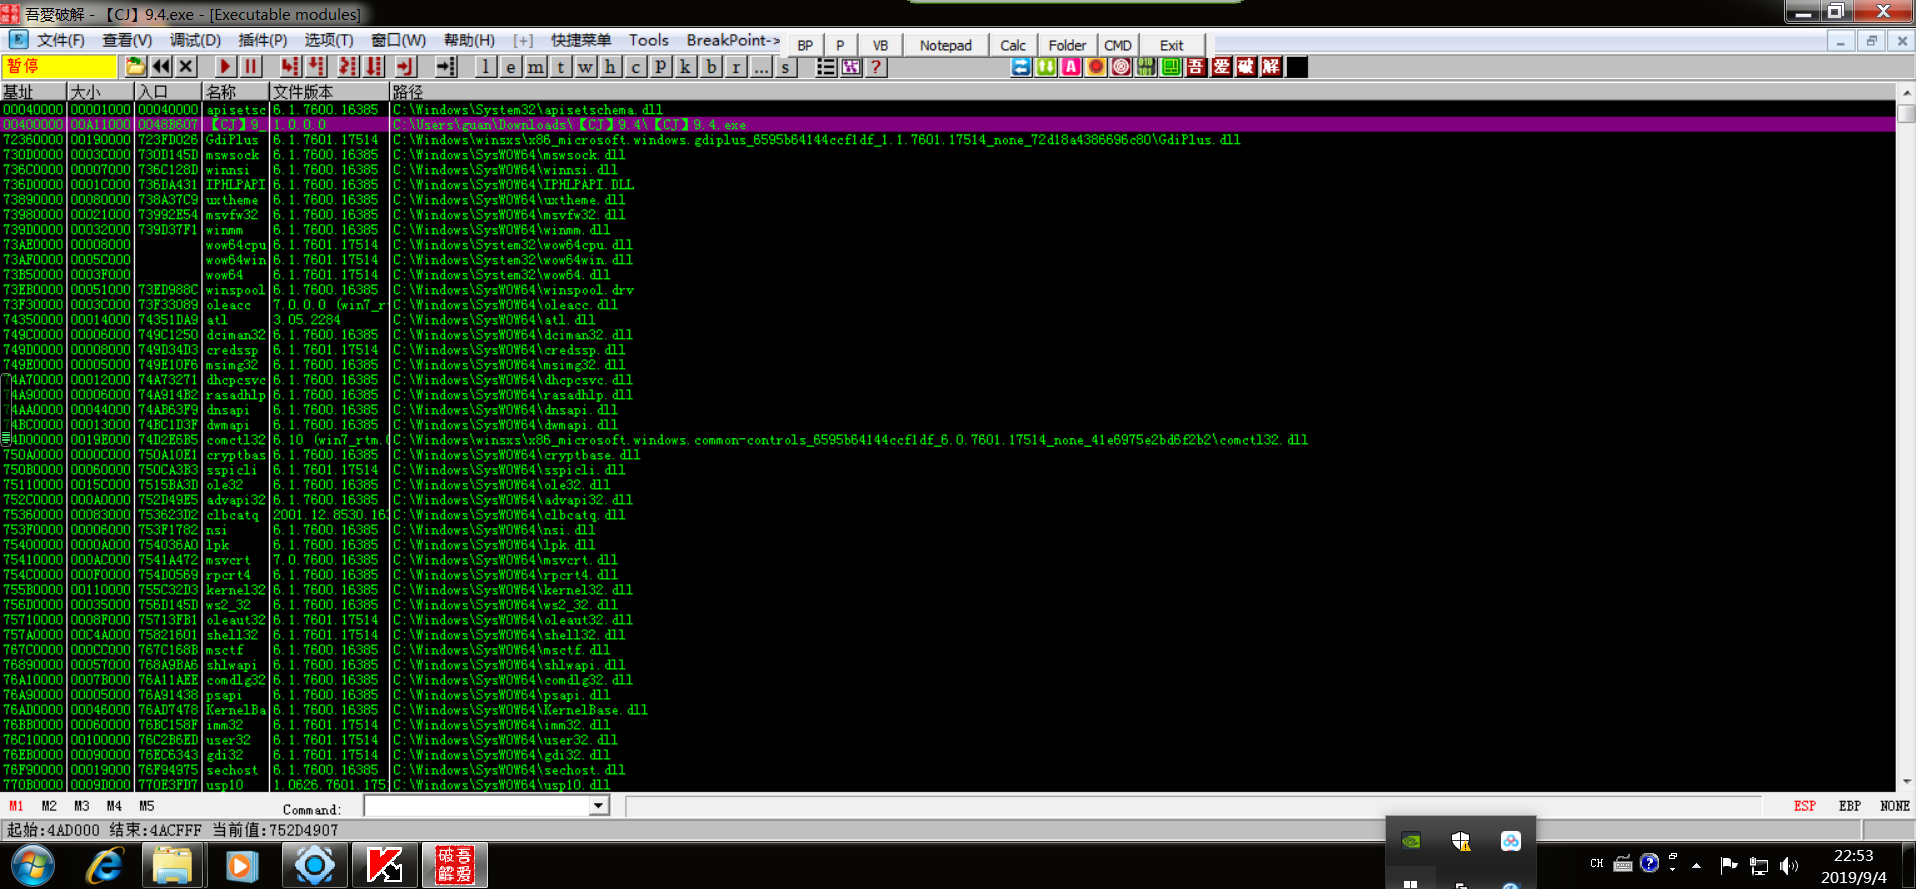 吾愛破解 - 【CJ】9.4.exe - [Executable modules]
文件(F) 查看(V) 调试(D) 插件(P) 选项(T) 窗口(W) 帮助(H) [+] 快捷菜单 Tools BreakPoint-> BP P VB Notepad Calc Folder CMD Exit
暂停 l e m t w h c p k b r ... s ? A 吾 爱 破 解
基址 大小 入口 名称 文件版本 路径
00040000 00001000 00040000 apisetsc 6.1.7600.16385 C:\Windows\System32\apisetschema.dll
00400000 00A11000 0048B607 【CJ】9_ 1.0.0.0 C:\Users\guan\Downloads\【CJ】9.4\【CJ】9.4.exe
72360000 00190000 723FD026 GdiPlus 6.1.7601.17514 C:\Windows\winsxs\x86_microsoft.windows.gdiplus_6595b64144ccf1df_1.1.7601.17514_none_72d18a4386696c80\GdiPlus.dll
730D0000 0003C000 730D145D mswsock 6.1.7600.16385 C:\Windows\SysWOW64\mswsock.dll
736C0000 00007000 736C128D winnsi 6.1.7600.16385 C:\Windows\SysWOW64\winnsi.dll
736D0000 0001C000 736DA431 IPHLPAPI 6.1.7600.16385 C:\Windows\SysWOW64\IPHLPAPI.DLL
73890000 00080000 738A37C9 uxtheme 6.1.7600.16385 C:\Windows\SysWOW64\uxtheme.dll
73980000 00021000 73992E54 msvfw32 6.1.7600.16385 C:\Windows\SysWOW64\msvfw32.dll
739D0000 00032000 739D37F1 winmm 6.1.7600.16385 C:\Windows\SysWOW64\winmm.dll
73AE0000 00008000 wow64cpu 6.1.7601.17514 C:\Windows\System32\wow64cpu.dll
73AF0000 0005C000 wow64win 6.1.7601.17514 C:\Windows\System32\wow64win.dll
73B50000 0003F000 wow64 6.1.7601.17514 C:\Windows\System32\wow64.dll
73EB0000 00051000 73ED988C winspool 6.1.7600.16385 C:\Windows\SysWOW64\winspool.drv
73F30000 0003C000 73F33089 oleacc 7.0.0.0 (win7_r C:\Windows\SysWOW64\oleacc.dll
74350000 00014000 74351DA9 atl 3.05.2284 C:\Windows\SysWOW64\atl.dll
749C0000 00006000 749C1250 dciman32 6.1.7600.16385 C:\Windows\SysWOW64\dciman32.dll
749D0000 00008000 749D34D3 credssp 6.1.7601.17514 C:\Windows\SysWOW64\credssp.dll
749E0000 00005000 749E10F6 msimg32 6.1.7600.16385 C:\Windows\SysWOW64\msimg32.dll
4A70000 00012000 74A73271 dhcpcsvc 6.1.7600.16385 C:\Windows\SysWOW64\dhcpcsvc.dll
4A90000 00006000 74A914B2 rasadhlp 6.1.7600.16385 C:\Windows\SysWOW64\rasadhlp.dll
4AA0000 00044000 74AB63F9 dnsapi 6.1.7600.16385 C:\Windows\SysWOW64\dnsapi.dll
4BC0000 00013000 74BC1D3F dwmapi 6.1.7600.16385 C:\Windows\SysWOW64\dwmapi.dll
4D00000 0019E000 74D2E6B5 comctl32 6.10 (win7_rtm. C:\Windows\winsxs\x86_microsoft.windows.common-controls_6595b64144ccf1df_6.0.7601.17514_none_41e6975e2bd6f2b2\comctl32.dll
750A0000 0000C000 750A10E1 cryptbas 6.1.7600.16385 C:\Windows\SysWOW64\cryptbase.dll
750B0000 00060000 750CA3B3 sspicli 6.1.7601.17514 C:\Windows\SysWOW64\sspicli.dll
75110000 0015C000 7515BA3D ole32 6.1.7600.16385 C:\Windows\SysWOW64\ole32.dll
752C0000 000A0000 752D49E5 advapi32 6.1.7600.16385 C:\Windows\SysWOW64\advapi32.dll
75360000 00083000 753623D2 clbcatq 2001.12.8530.16 C:\Windows\SysWOW64\clbcatq.dll
753F0000 00006000 753F1782 nsi 6.1.7600.16385 C:\Windows\SysWOW64\nsi.dll
75400000 0000A000 754036A0 lpk 6.1.7600.16385 C:\Windows\SysWOW64\lpk.dll
75410000 000AC000 7541A472 msvcrt 7.0.7600.16385 C:\Windows\SysWOW64\msvcrt.dll
754C0000 000F0000 754D0569 rpcrt4 6.1.7600.16385 C:\Windows\SysWOW64\rpcrt4.dll
755B0000 00110000 755C32D3 kernel32 6.1.7600.16385 C:\Windows\SysWOW64\kernel32.dll
756D0000 00035000 756D145D ws2_32 6.1.7600.16385 C:\Windows\SysWOW64\ws2_32.dll
75710000 0008F000 75713FB1 oleaut32 6.1.7601.17514 C:\Windows\SysWOW64\oleaut32.dll
757A0000 00C4A000 75821601 shell32 6.1.7601.17514 C:\Windows\SysWOW64\shell32.dll
767C0000 000CC000 767C168B msctf 6.1.7600.16385 C:\Windows\SysWOW64\msctf.dll
76890000 00057000 768A9BA6 shlwapi 6.1.7600.16385 C:\Windows\SysWOW64\shlwapi.dll
76A10000 0007B000 76A11AEE comdlg32 6.1.7600.16385 C:\Windows\SysWOW64\comdlg32.dll
76A90000 00005000 76A91438 psapi 6.1.7600.16385 C:\Windows\SysWOW64\psapi.dll
76AD0000 00046000 76AD7478 KernelBa 6.1.7600.16385 C:\Windows\SysWOW64\KernelBase.dll
76BB0000 00060000 76BC158F imm32 6.1.7601.17514 C:\Windows\SysWOW64\imm32.dll
76C10000 00100000 76C2B6ED user32 6.1.7601.17514 C:\Windows\SysWOW64\user32.dll
76EB0000 00090000 76EC6343 gdi32 6.1.7601.17514 C:\Windows\SysWOW64\gdi32.dll
76F90000 00019000 76F94975 sechost 6.1.7600.16385 C:\Windows\SysWOW64\sechost.dll
770B0000 0009D000 770E3FD7 usp10 1.0626.7601.175 C:\Windows\SysWOW64\usp10.dll
M1 M2 M3 M4 M5 Command: ESP EBP NONE
起始:4AD000 结束:4ACFFF 当前值:752D4907
CH 22:53
2019/9/4